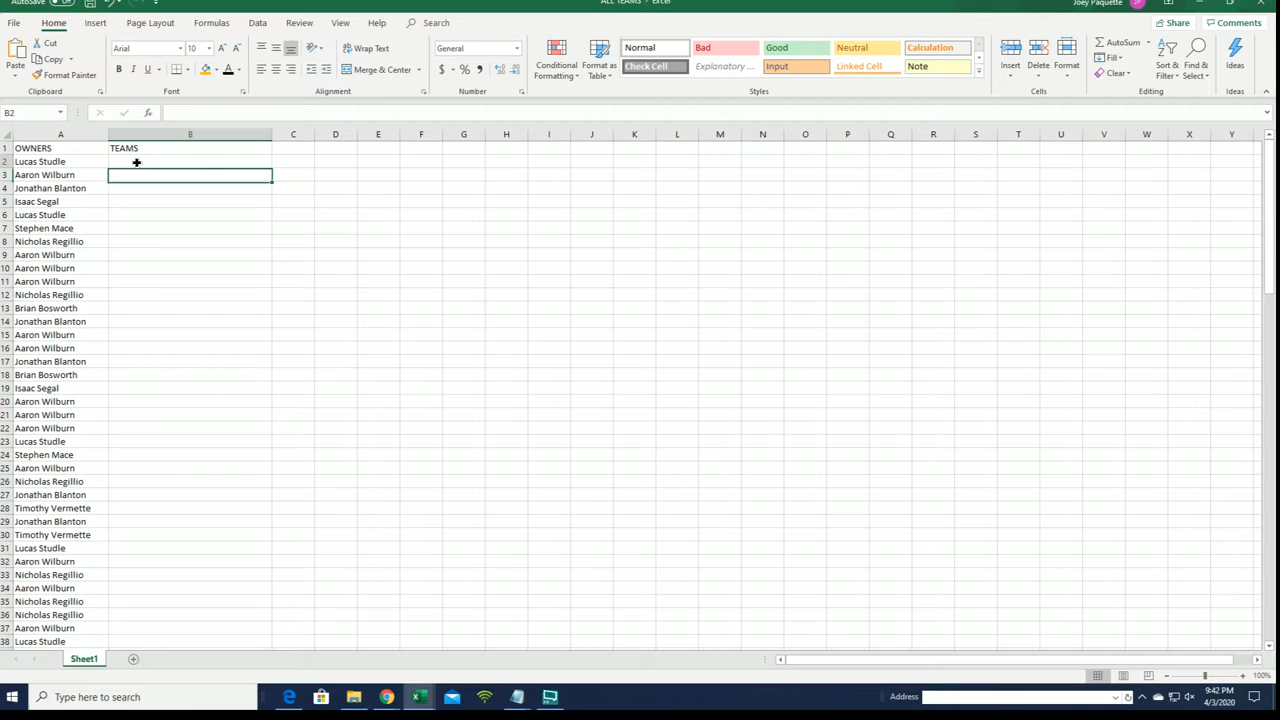 AutoSave Off ALL TEAMS - Excel Joey Paquette JP
File Home Insert Page Layout Formulas Data Review View Help Search Share Comments
Paste Cut Copy Format Painter Clipboard
Arial 10 A A B I U A Font
Wrap Text Merge & Center Alignment
General $ % , Number
Conditional Formatting Format as Table
Normal Bad Good Neutral Calculation
Check Cell Explanatory ... Input Linked Cell Note
Styles
Insert Delete Format Cells
AutoSum Fill Clear Sort & Filter Find & Select Editing
Ideas Ideas
B2 fx
A B C D E F G H I J K L M N O P Q R S T U V W X Y
1 OWNERS TEAMS
2 Lucas Studle
3 Aaron Wilburn
4 Jonathan Blanton
5 Isaac Segal
6 Lucas Studle
7 Stephen Mace
8 Nicholas Regillio
9 Aaron Wilburn
10 Aaron Wilburn
11 Aaron Wilburn
12 Nicholas Regillio
13 Brian Bosworth
14 Jonathan Blanton
15 Aaron Wilburn
16 Aaron Wilburn
17 Jonathan Blanton
18 Brian Bosworth
19 Isaac Segal
20 Aaron Wilburn
21 Aaron Wilburn
22 Aaron Wilburn
23 Lucas Studle
24 Stephen Mace
25 Aaron Wilburn
26 Nicholas Regillio
27 Jonathan Blanton
28 Timothy Vermette
29 Jonathan Blanton
30 Timothy Vermette
31 Lucas Studle
32 Aaron Wilburn
33 Nicholas Regillio
34 Aaron Wilburn
35 Nicholas Regillio
36 Nicholas Regillio
37 Aaron Wilburn
38 Lucas Studle
Sheet1
100%
Type here to search Address 9:42 PM
4/3/2020